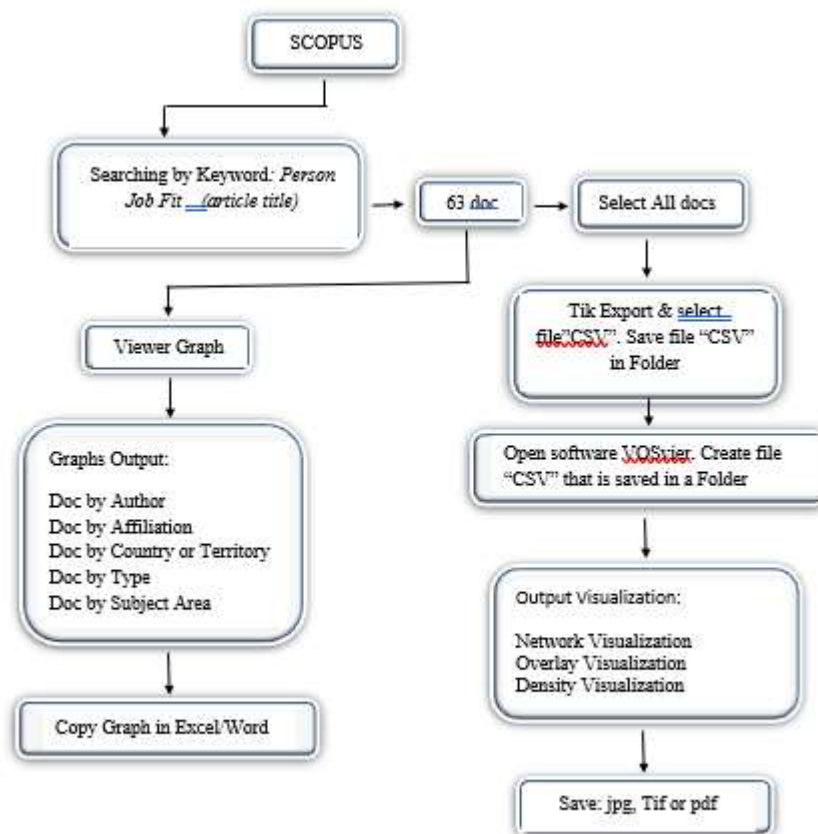 SCOPUS
Searching by Keyword: Person
Job Fit (article title)
63 doc
Select All docs
Tik Export & select
file"CSV". Save file "CSV"
in Folder
Viewer Graph
Open software VOSvier. Create file
"CSV" that is saved in a Folder
Graphs Output:
Doc by Author
Doc by Affiliation
Doc by Country or Territory
Doc by Type
Doc by Subject Area
Output Visualization:
Network Visualization
Overlay Visualization
Density Visualization
Copy Graph in Excel/Word
Save: jpg, Tif or pdf